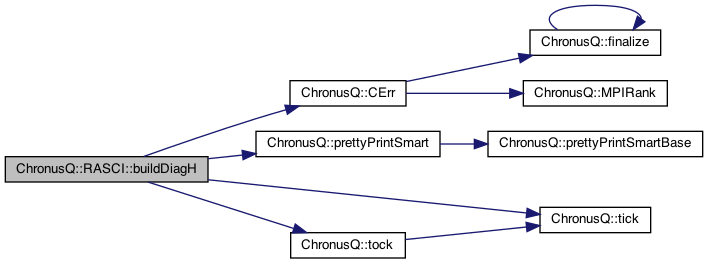 ChronusQ::finalize
ChronusQ::CErr
ChronusQ::MPIRank
ChronusQ::prettyPrintSmart
ChronusQ::prettyPrintSmartBase
ChronusQ::RASCI::buildDiagH
ChronusQ::tick
ChronusQ::tock